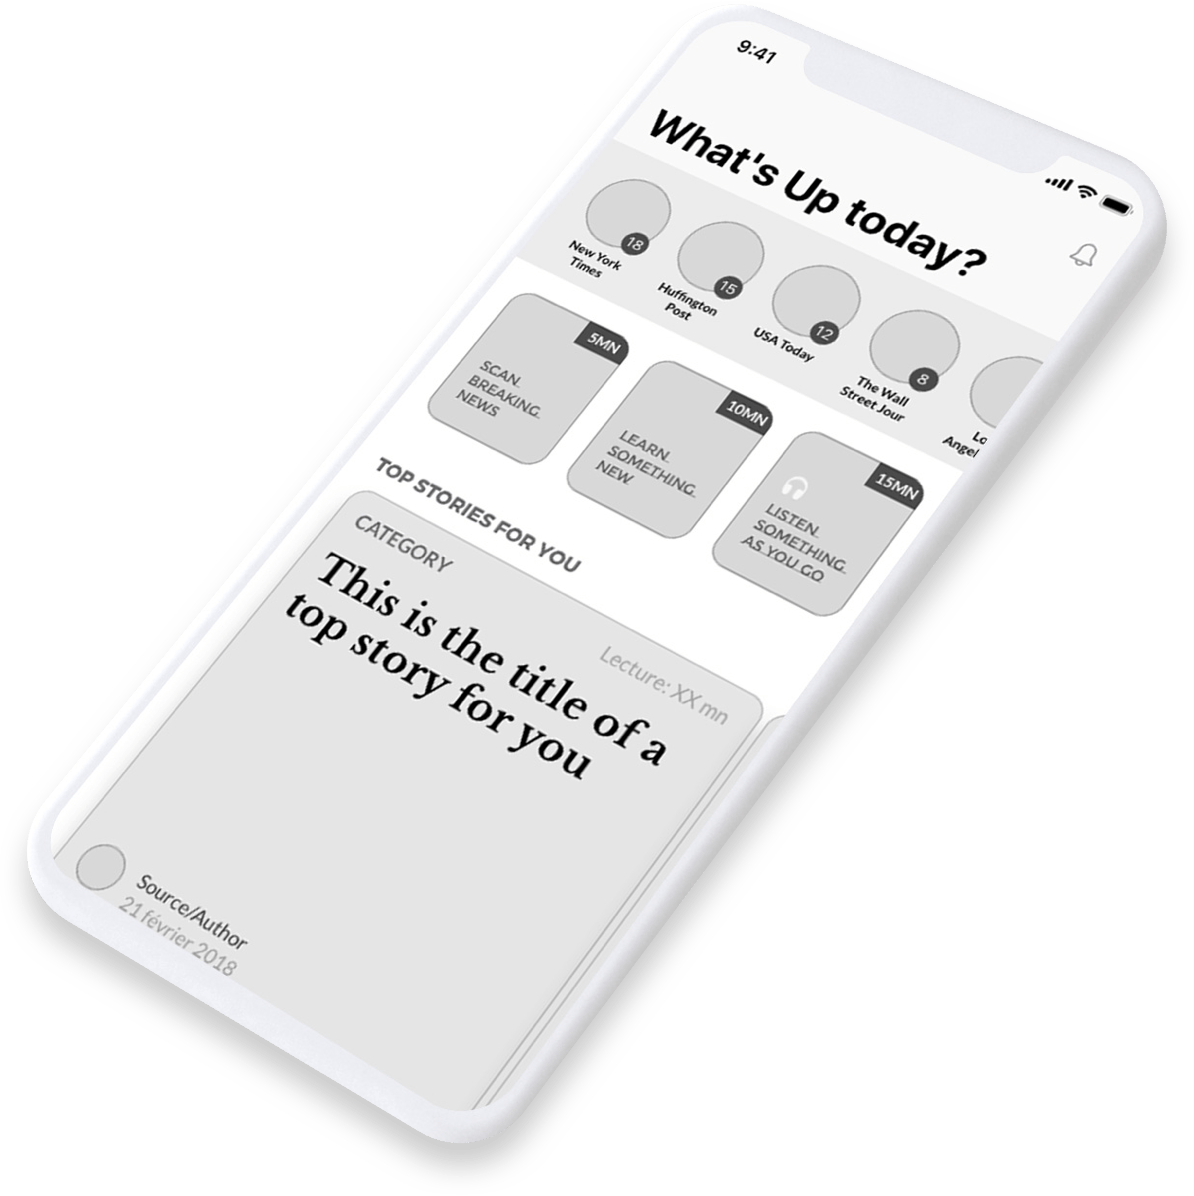 9:41
What's Up today?
18
New York
Times
15
Huffington
Post
12
USA Today
8
The Wall
Street Jour
Lo
Angel
5MN
SCAN
BREAKING
NEWS
10MN
LEARN
SOMETHING
NEW
15MN
LISTEN
SOMETHING
AS YOU GO
TOP STORIES FOR YOU
CATEGORY
Lecture: XX mn
This is the title of a
top story for you
Source/Author
21 février 2018